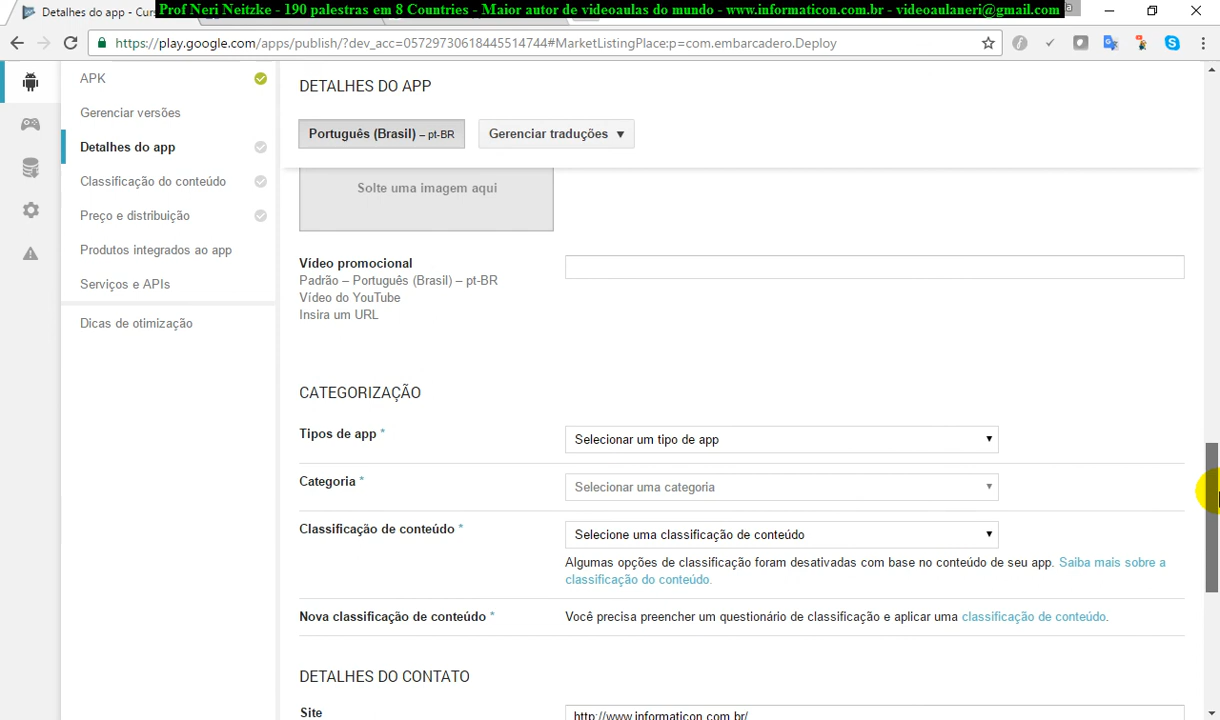 Detalhes do app - Curs
Prof Neri Neitzke - 190 palestras em 8 Countries - Maior autor de videoaulas do mundo - www.informaticon.com.br - videoaulaneri@gmail.com
https://play.google.com/apps/publish/?dev_acc=05729730618445514744#MarketListingPlace:p=com.embarcadero.Deploy
APK
Gerenciar versões
Detalhes do app
Classificação do conteúdo
Preço e distribuição
Produtos integrados ao app
Serviços e APIs
Dicas de otimização
DETALHES DO APP
Português (Brasil) – pt-BR
Gerenciar traduções
Solte uma imagem aqui
Vídeo promocional
Padrão – Português (Brasil) – pt-BR
Vídeo do YouTube
Insira um URL
CATEGORIZAÇÃO
Tipos de app *
Selecionar um tipo de app
Categoria *
Selecionar uma categoria
Classificação de conteúdo *
Selecione uma classificação de conteúdo
Algumas opções de classificação foram desativadas com base no conteúdo de seu app. Saiba mais sobre a
classificação do conteúdo.
Nova classificação de conteúdo *
Você precisa preencher um questionário de classificação e aplicar uma classificação de conteúdo.
DETALHES DO CONTATO
Site
http://www.informaticon.com.br/